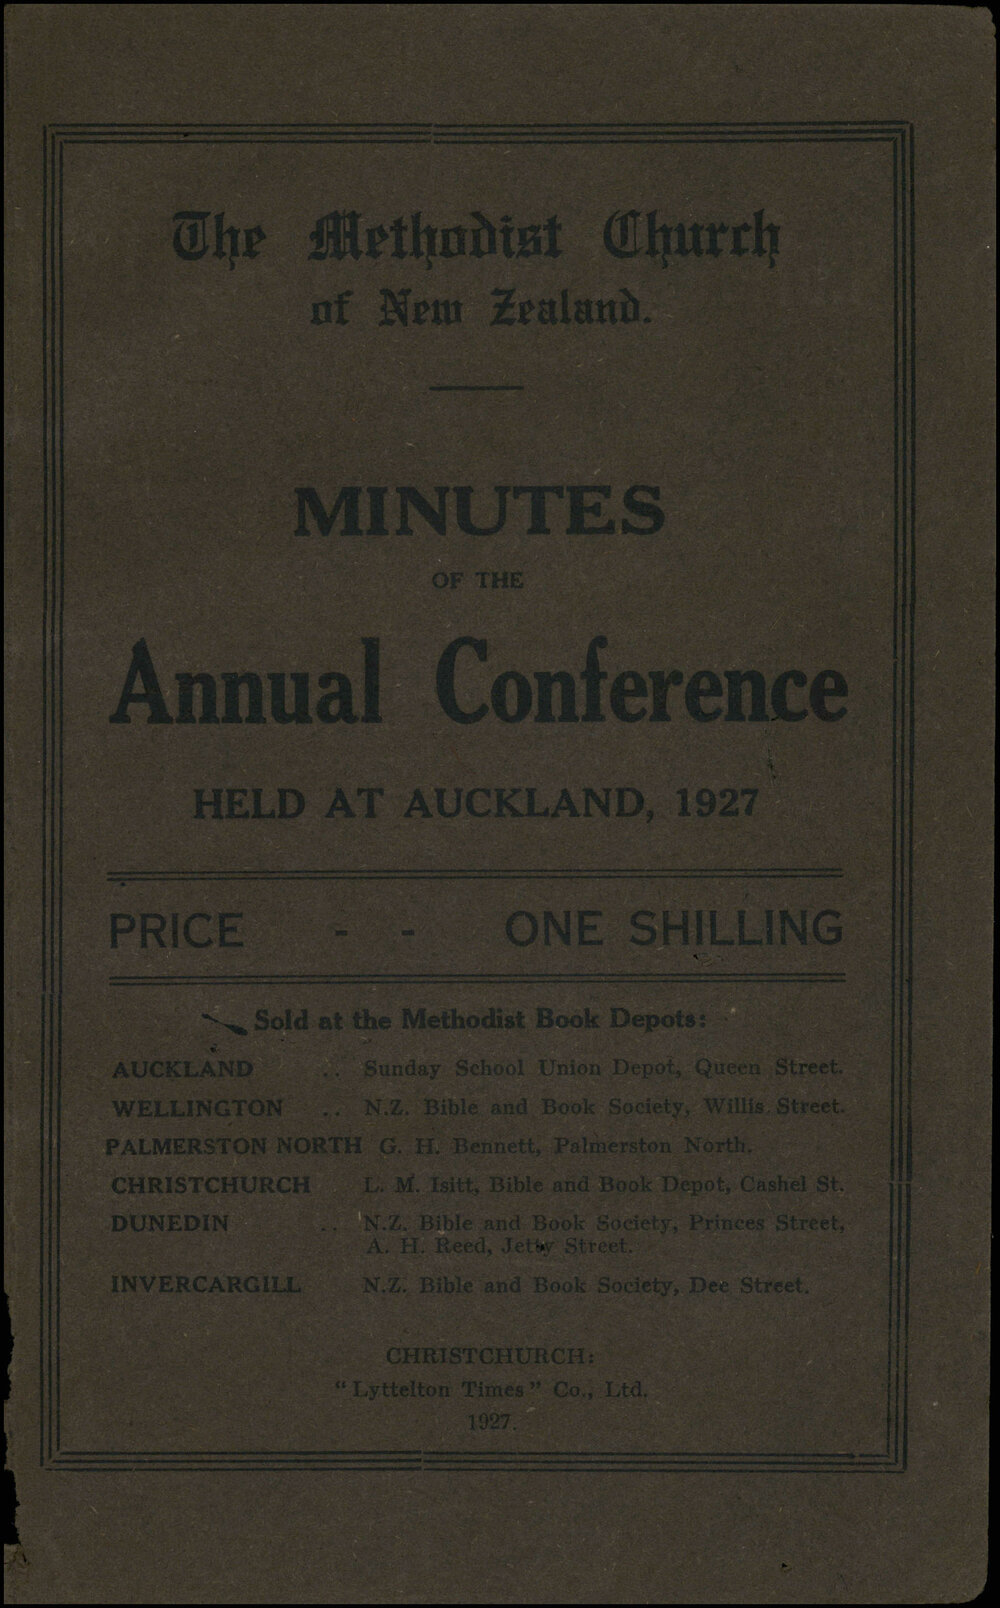 The Methodist Church
of New Zealand.
MINUTES
OF THE
Annual Conference
HELD AT AUCKLAND, 1927
PRICE - - ONE SHILLING
Sold at the Methodist Book Depots:
AUCKLAND .. Sunday School Union Depot, Queen Street.
WELLINGTON .. N.Z. Bible and Book Society, Willis Street.
PALMERSTON NORTH G. H. Bennett, Palmerston North.
CHRISTCHURCH L. M. Isitt, Bible and Book Depot, Cashel St.
DUNEDIN .. N.Z. Bible and Book Society, Princes Street,
A. H. Reed, Jetty Street.
INVERCARGILL N.Z. Bible and Book Society, Dee Street.
CHRISTCHURCH:
"Lyttelton Times" Co., Ltd.
1927.